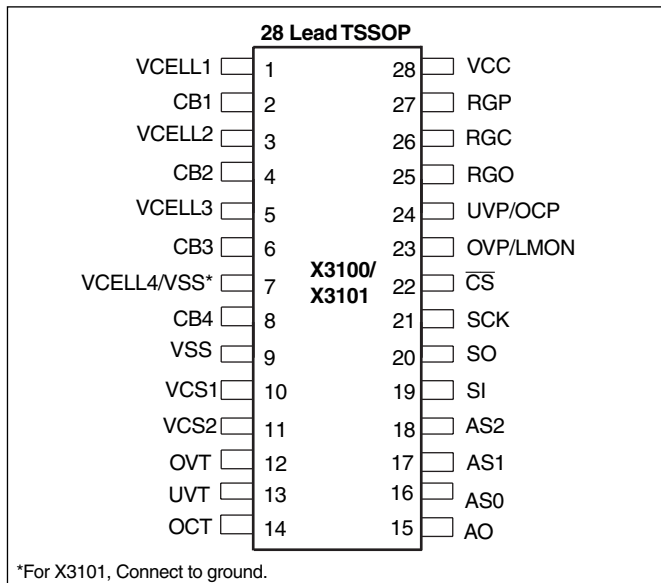 28 Lead TSSOP
VCELL1 1 28 VCC
CB1 2 27 RGP
VCELL2 3 26 RGC
CB2 4 25 RGO
VCELL3 5 24 UVP/OCP
CB3 6 23 OVP/LMON
X3100/
VCELL4/VSS* 7 22 C̅S̅
X3101
CB4 8 21 SCK
VSS 9 20 SO
VCS1 10 19 SI
VCS2 11 18 AS2
OVT 12 17 AS1
UVT 13 16 AS0
OCT 14 15 AO
*For X3101, Connect to ground.